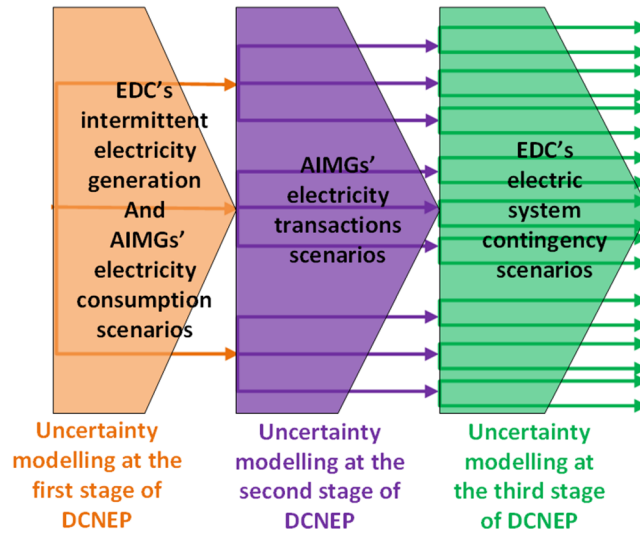 EDC's
intermittent
electricity
generation
And
AIMGs'
electricity
consumption
scenarios
AIMGs'
electricity
transactions
scenarios
EDC's
electric
system
contingency
scenarios
Uncertainty
modelling at the
first stage of
DCNEP
Uncertainty
modelling at the
second stage of
DCNEP
Uncertainty
modelling at
the third stage
of DCNEP